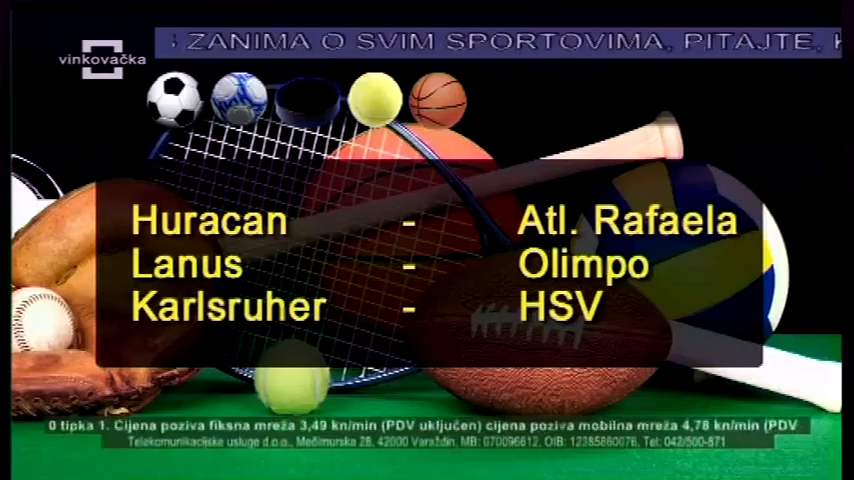 ZANIMA O SVIM SPORTOVIMA, PITAJTE,
vinkovačka
Huracan - Atl. Rafaela
Lanus - Olimpo
Karlsruher - HSV
0 tipka 1. Cijena poziva fiksna mreža 3,49 kn/min (PDV uključen) cijena poziva mobilna mreža 4,78 kn/min (PDV
Telekomunikacijske usluge d.o.o., Međimurska 28, 42000 Varaždin, MB: 070096612, OIB: 12385860076, Tel: 042/500-871